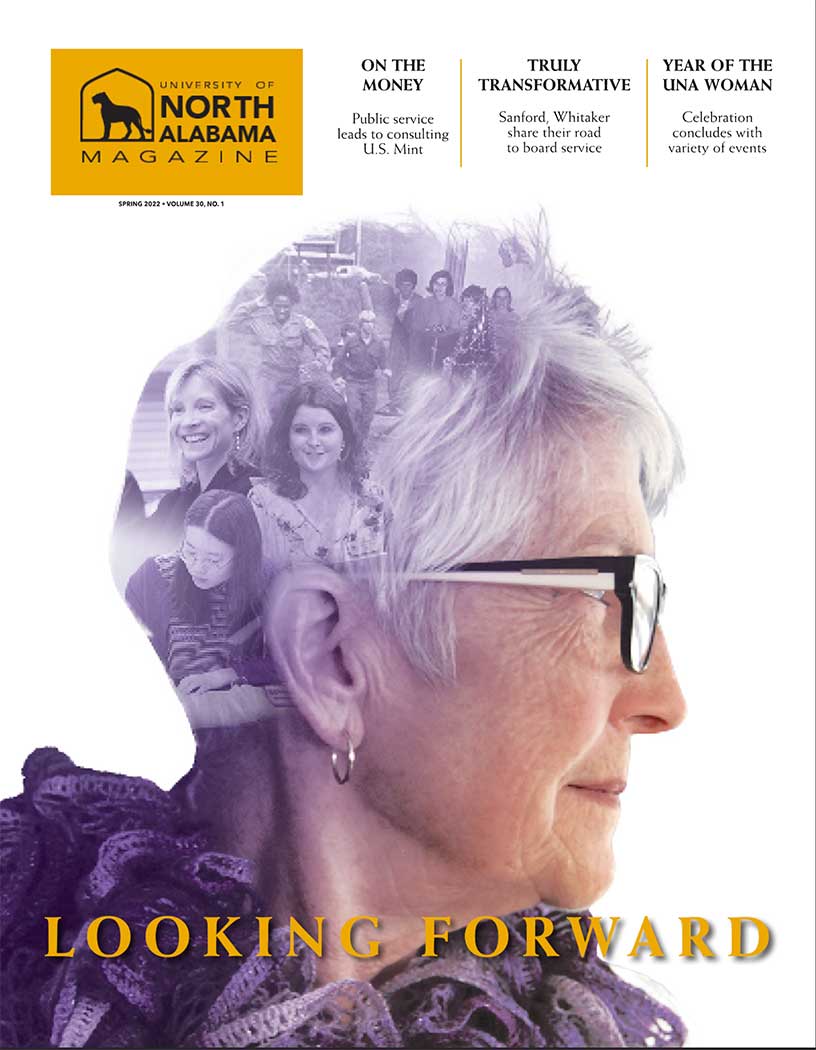 UNIVERSITY OF
NORTH
ALABAMA
MAGAZINE
SPRING 2022 • VOLUME 30, NO. 1
ON THE
MONEY
Public service
leads to consulting
U.S. Mint
TRULY
TRANSFORMATIVE
Sanford, Whitaker
share their road
to board service
YEAR OF THE
UNA WOMAN
Celebration
concludes with
variety of events
LOOKING FORWARD